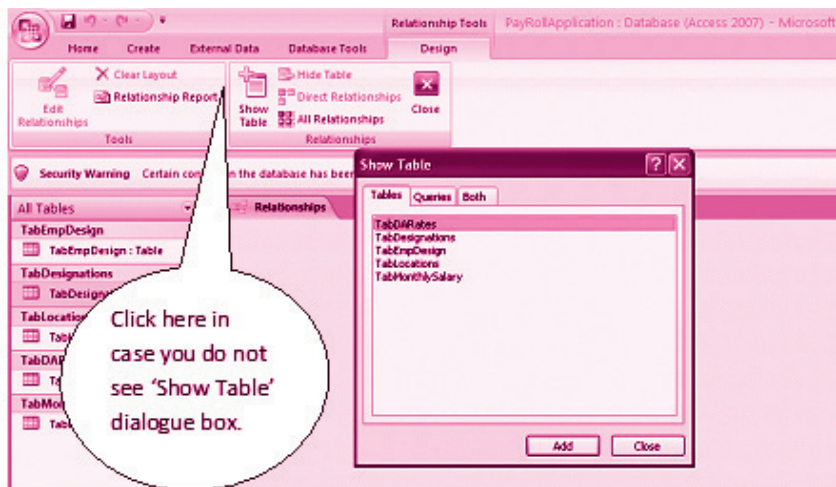 Relationship Tools PayRollApplication : Database (Access 2007) - Microsoft
Home Create External Data Database Tools Design
Edit Relationships
Clear Layout
Relationship Report
Tools
Show Table
Hide Table
Direct Relationships
All Relationships
Close
Relationships
Security Warning Certain con n the database has been
All Tables
Relationships
TabEmpDesign
TabEmpDesign : Table
TabDesignations
TabDesign
TabLocation
Tab
TabDAR
Ta
TabMo
Tab
Click here in
case you do not
see ‘Show Table’
dialogue box.
Show Table
Tables Queries Both
TabDARates
TabDesignations
TabEmpDesign
TabLocations
TabMonthlySalary
Add Close